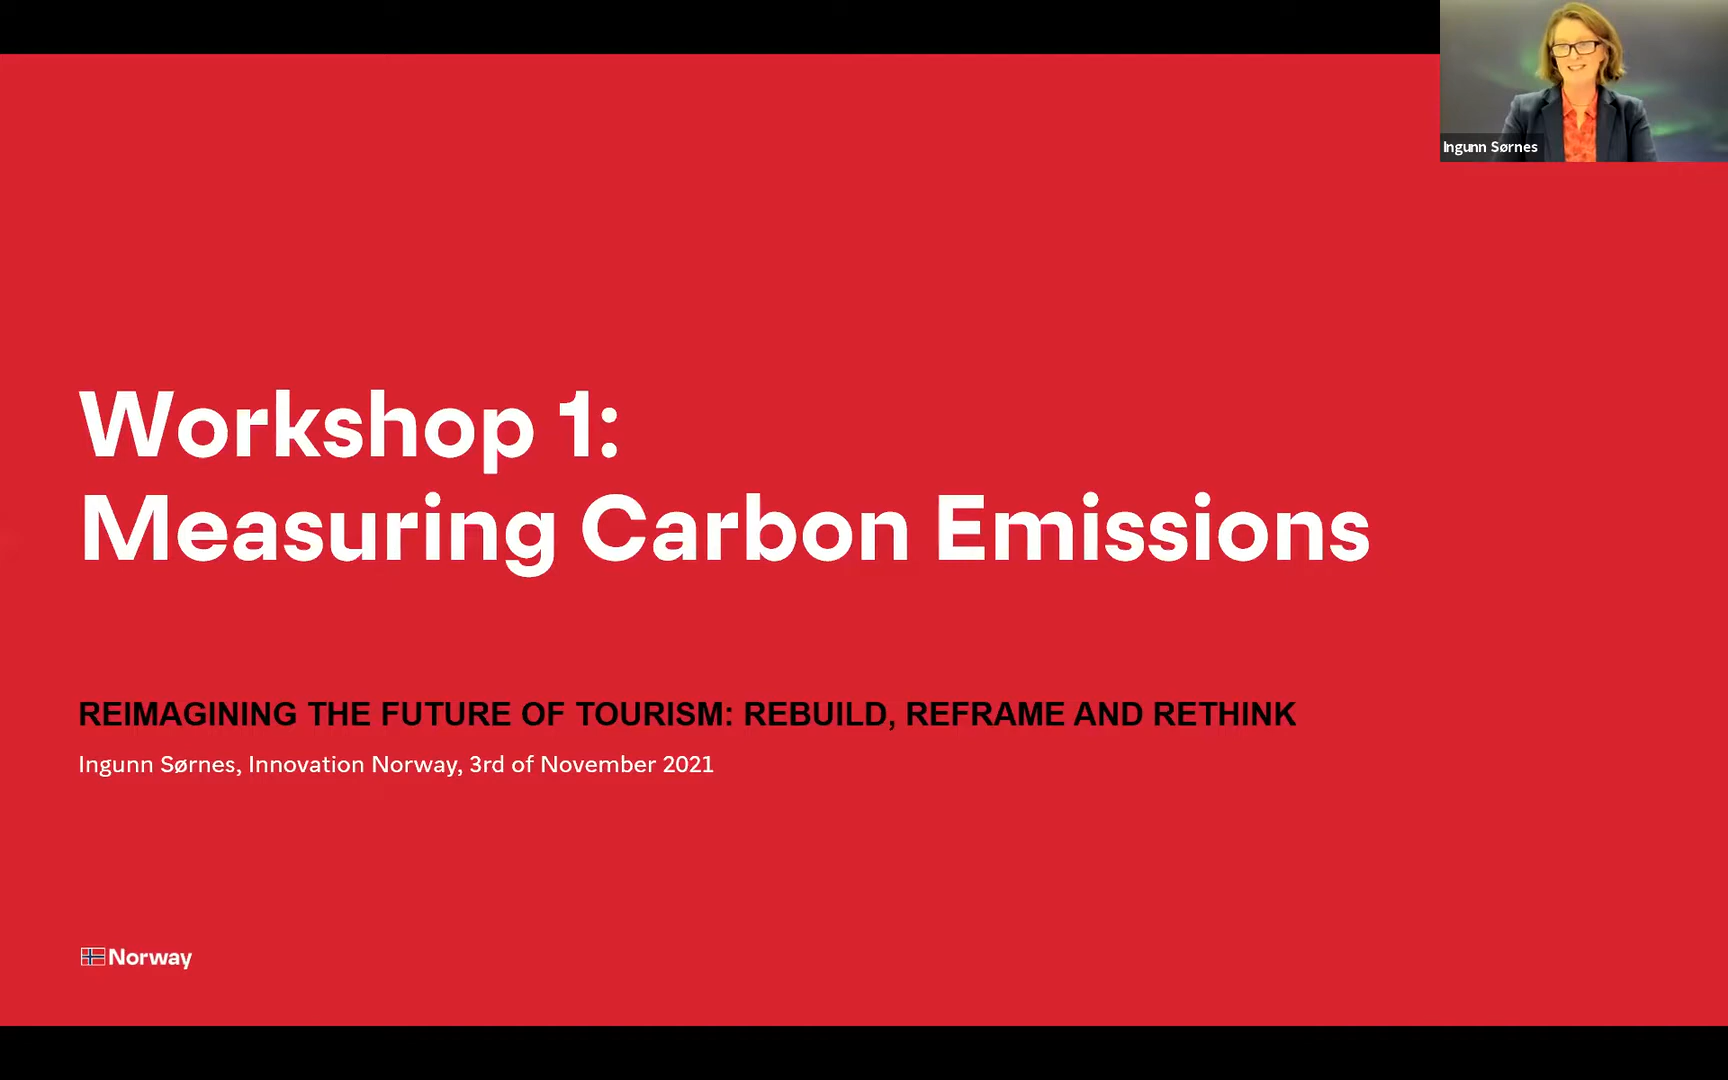 Ingunn Sørnes
Workshop 1:
Measuring Carbon Emissions
REIMAGINING THE FUTURE OF TOURISM: REBUILD, REFRAME AND RETHINK
Ingunn Sørnes, Innovation Norway, 3rd of November 2021
Norway